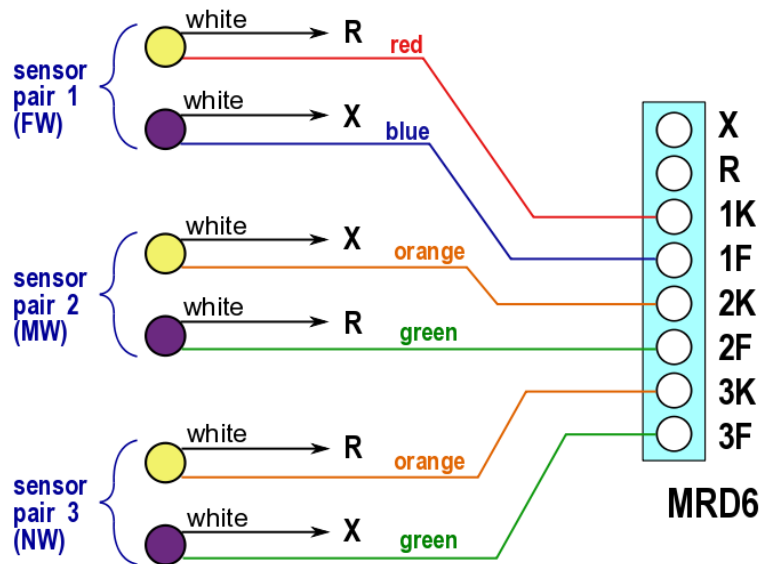 sensor
pair 1
(FW)
white
R
red
white
X
blue
sensor
pair 2
(MW)
white
X
orange
white
R
green
sensor
pair 3
(NW)
white
R
orange
white
X
green
X
R
1K
1F
2K
2F
3K
3F
MRD6